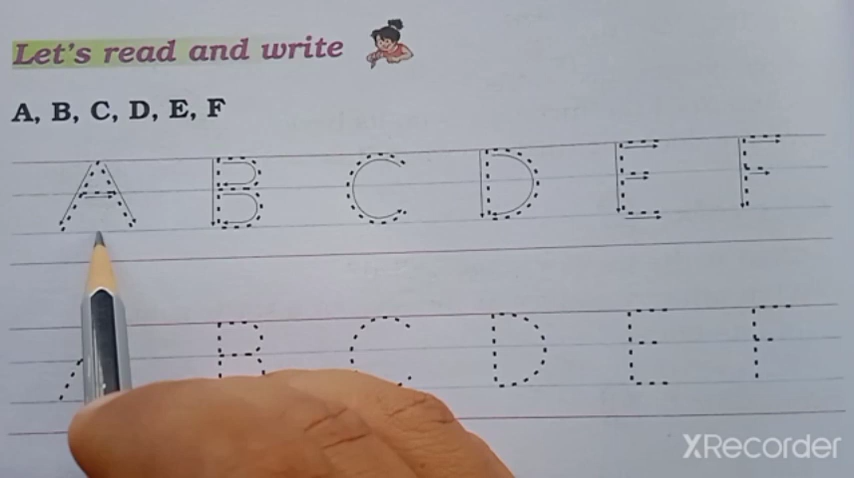 Let's read and write
A, B, C, D, E, F
A B C D E F
A B C D E F
XRecorder